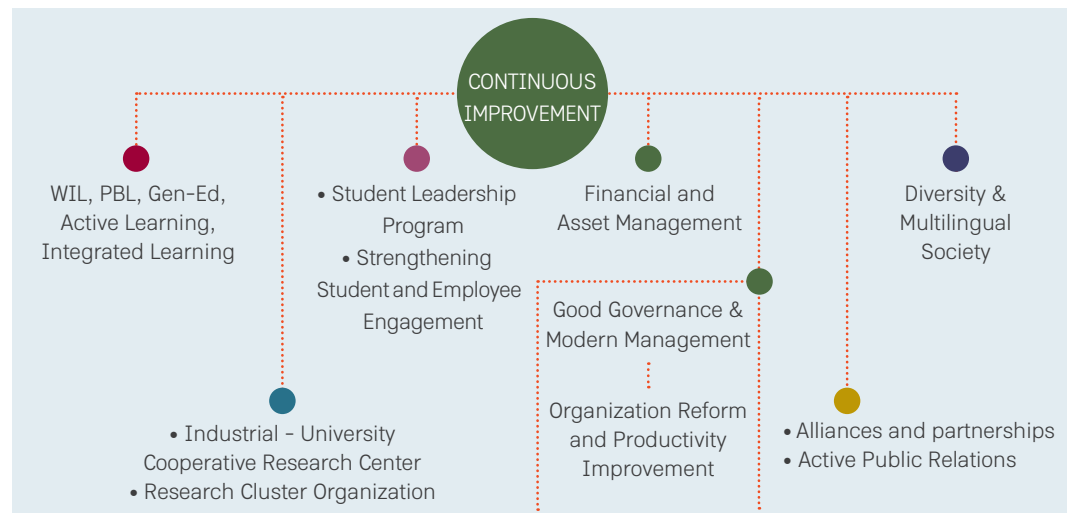 CONTINUOUS
IMPROVEMENT
WIL, PBL, Gen-Ed,
Active Learning,
Integrated Learning
• Student Leadership
Program
• Strengthening
Student and Employee
Engagement
Financial and
Asset Management
Diversity &
Multilingual
Society
Good Governance &
Modern Management
Organization Reform
and Productivity
Improvement
• Industrial - University
Cooperative Research Center
• Research Cluster Organization
• Alliances and partnerships
• Active Public Relations